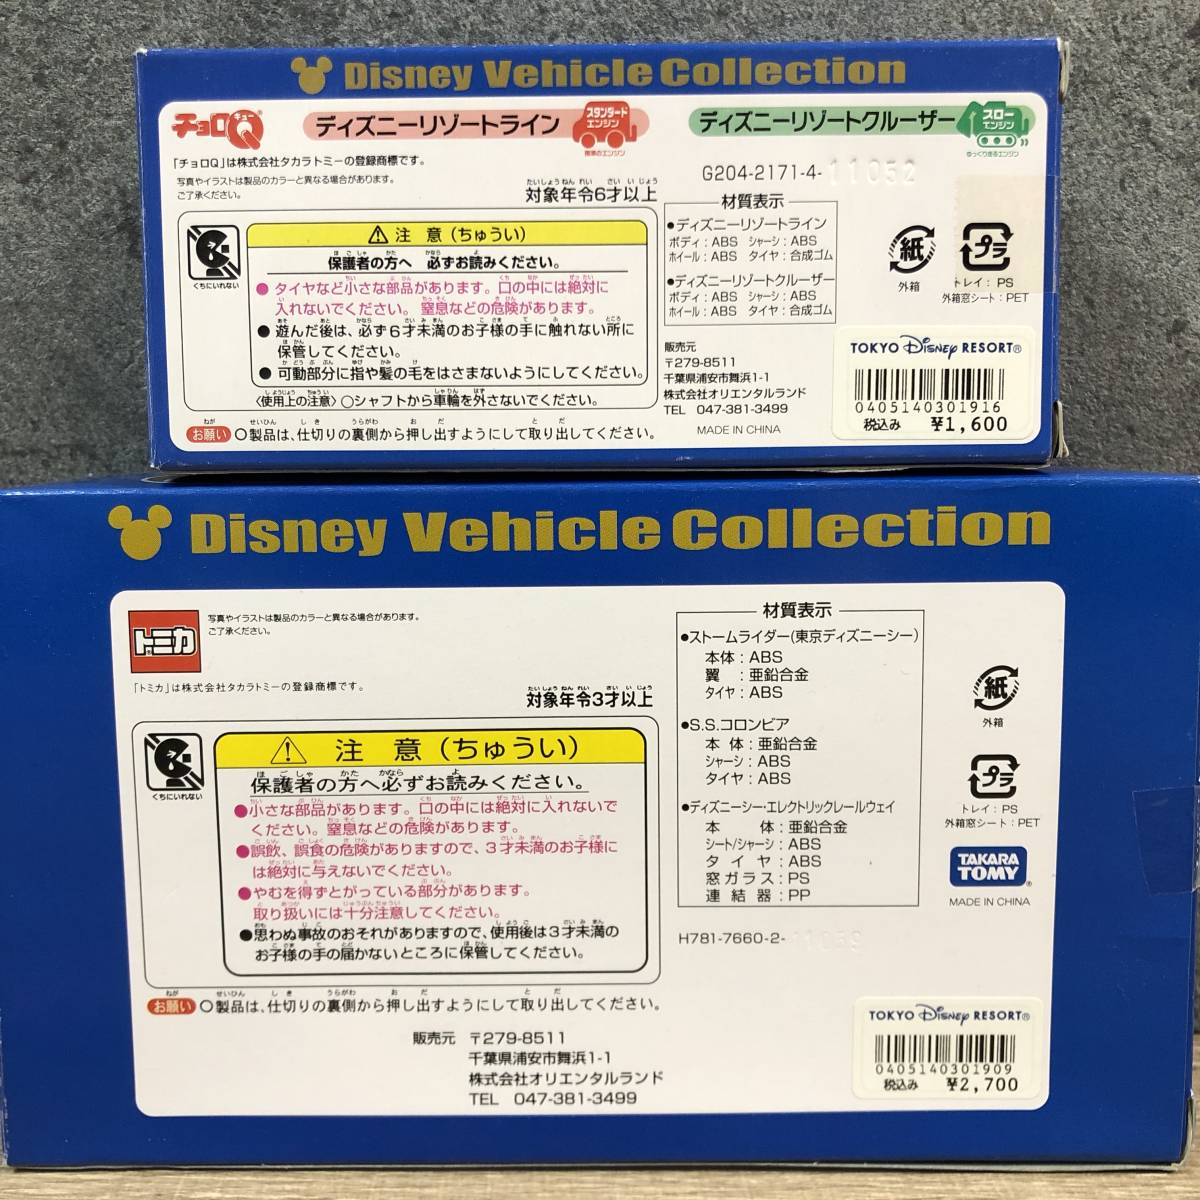 Disney Vehicle Collection
チョロQ キュー
ディズニーリゾートライン
スタンダードエンジン
標準のエンジン
ディズニーリゾートクルーザー
スローエンジン
ゆっくり走るエンジン
「チョロQ」は株式会社タカラトミーの登録商標です。
写真やイラストは製品のカラーと異なる場合があります。
ご了承ください。
たいしょうねんれい さいいじょう
対象年令6才以上
G204-2171-4-11052
くちにいれない
注 意（ちゅうい）
保護者の方へ 必ずお読みください。
●タイヤなど小さな部品があります。口の中には絶対に
入れないでください。窒息などの危険があります。
●遊んだ後は、必ず6才未満のお子様の手に触れない所に
保管してください。
●可動部分に指や髪の毛をはさまないようにしてください。
〈使用上の注意〉○シャフトから車輪を外さないでください。
お願い ○製品は、仕切りの裏側から押し出すようにして取り出してください。
材質表示
●ディズニーリゾートライン
ボディ：ABS シャーシ：ABS
ホイール：ABS タイヤ：合成ゴム
●ディズニーリゾートクルーザー
ボディ：ABS シャーシ：ABS
ホイール：ABS タイヤ：合成ゴム
紙
外箱
プラ
トレイ：PS
外箱窓シート：PET
販売元
〒279-8511
千葉県浦安市舞浜1-1
株式会社オリエンタルランド
TEL 047-381-3499
MADE IN CHINA
TOKYO Disney RESORT®
0405140301916
税込み ¥1,600
Disney Vehicle Collection
トミカ
写真やイラストは製品のカラーと異なる場合があります。
ご了承ください。
「トミカ」は株式会社タカラトミーの登録商標です。
たいしょうねんれい さいいじょう
対象年令3才以上
くちにいれない
注 意（ちゅうい）
保護者の方へ必ずお読みください。
●小さな部品があります。口の中には絶対に入れないで
ください。窒息などの危険があります。
●誤飲、誤食の危険がありますので、3才未満のお子様に
は絶対に与えないでください。
●やむを得ずとがっている部分があります。
取り扱いには十分注意してください。
●思わぬ事故のおそれがありますので、使用後は3才未満の
お子様の手の届かないところに保管してください。
お願い ○製品は、仕切りの裏側から押し出すようにして取り出してください。
販売元 〒279-8511
千葉県浦安市舞浜1-1
株式会社オリエンタルランド
TEL 047-381-3499
材質表示
●ストームライダー(東京ディズニーシー)
本体：ABS
翼：亜鉛合金
タイヤ：ABS
●S.S.コロンビア
本体：亜鉛合金
シャーシ：ABS
タイヤ：ABS
●ディズニーシー・エレクトリックレールウェイ
本体：亜鉛合金
シート/シャーシ：ABS
タイヤ：ABS
窓ガラス：PS
連結器：PP
H781-7660-2-11059
紙
外箱
プラ
トレイ：PS
外箱窓シート：PET
TAKARA TOMY
MADE IN CHINA
TOKYO Disney RESORT®
0405140301909
税込み ¥2,700